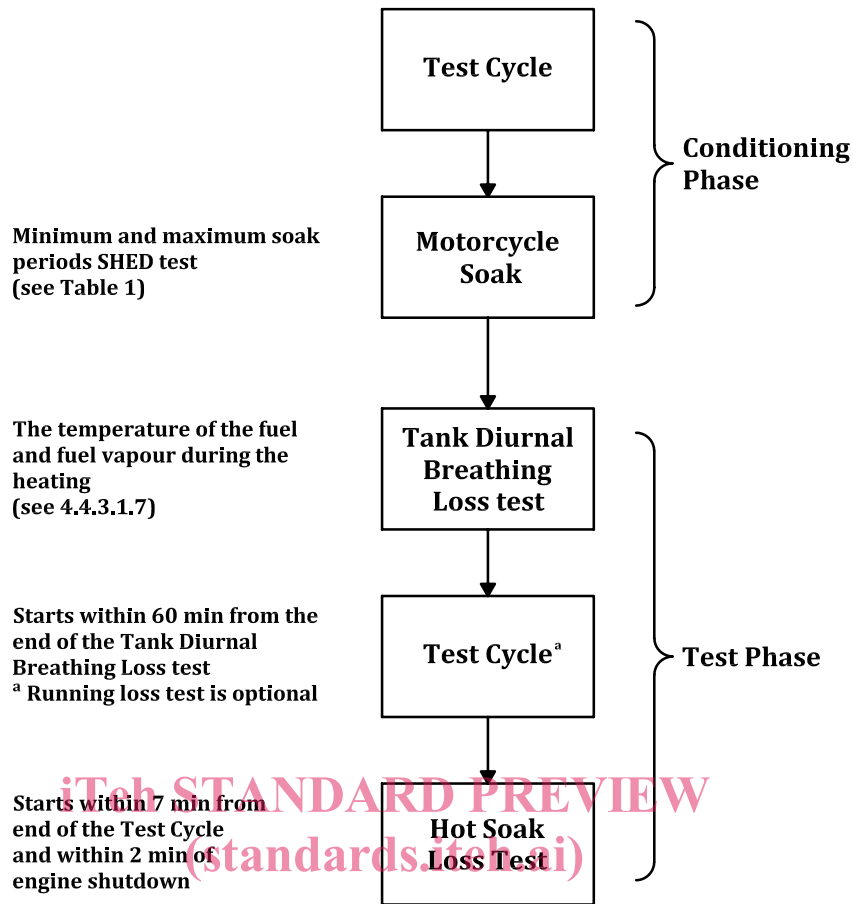 Test Cycle
Conditioning
Phase
Minimum and maximum soak
periods SHED test
(see Table 1)
Motorcycle
Soak
The temperature of the fuel
and fuel vapour during the
heating
(see 4.4.3.1.7)
Tank Diurnal
Breathing
Loss test
Starts within 60 min from the
end of the Tank Diurnal
Breathing Loss test
a Running loss test is optional
Test Cycle a
Test Phase
iTeh STANDARD PREVIEW
(standards.iteh.ai)
Starts within 7 min from
end of the Test Cycle
and within 2 min of
engine shutdown
Hot Soak
Loss Test